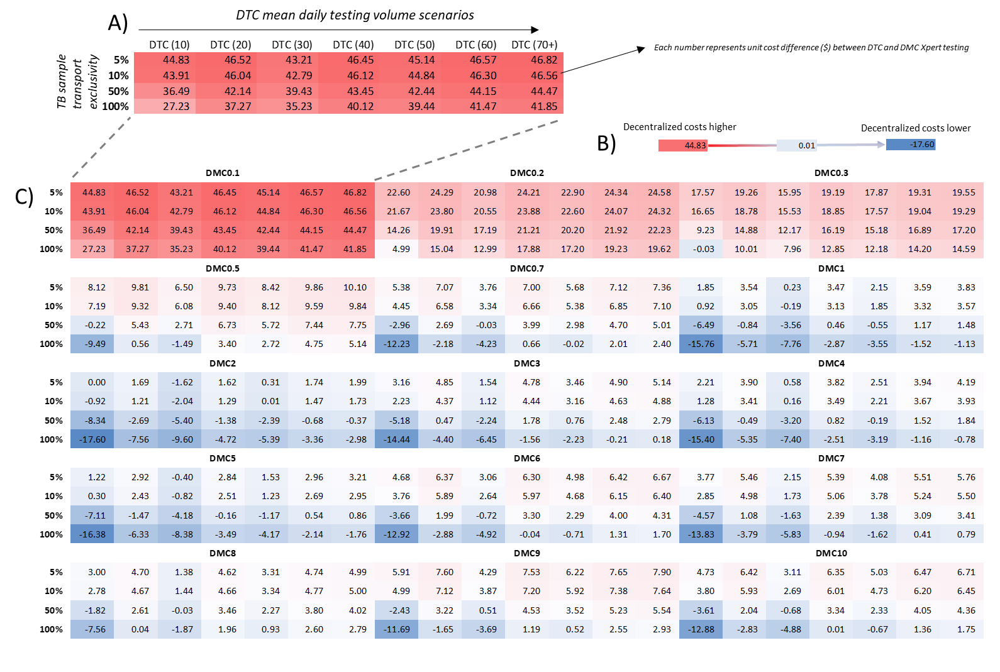 A)
DTC mean daily testing volume scenarios
DTC (10) DTC (20) DTC (30) DTC (40) DTC (50) DTC (60) DTC (70+)
TB sample
transport
exclusivity
5% 44.83 46.52 43.21 46.45 45.14 46.57 46.82
10% 43.91 46.04 42.79 46.12 44.84 46.30 46.56
50% 36.49 42.14 39.43 43.45 42.44 44.15 44.47
100% 27.23 37.27 35.23 40.12 39.44 41.47 41.85
Each number represents unit cost difference ($) between DTC and DMC Xpert testing
B)
Decentralized costs higher Decentralized costs lower
44.83 0.01 -17.60
C)
DMC0.1 DMC0.2 DMC0.3
5% 44.83 46.52 43.21 46.45 45.14 46.57 46.82 22.60 24.29 20.98 24.21 22.90 24.34 24.58 17.57 19.26 15.95 19.19 17.87 19.31 19.55
10% 43.91 46.04 42.79 46.12 44.84 46.30 46.56 21.67 23.80 20.55 23.88 22.60 24.07 24.32 16.65 18.78 15.53 18.85 17.57 19.04 19.29
50% 36.49 42.14 39.43 43.45 42.44 44.15 44.47 14.26 19.91 17.19 21.21 20.20 21.92 22.23 9.23 14.88 12.17 16.19 15.18 16.89 17.20
100% 27.23 37.27 35.23 40.12 39.44 41.47 41.85 4.99 15.04 12.99 17.88 17.20 19.23 19.62 -0.03 10.01 7.96 12.85 12.18 14.20 14.59
DMC0.5 DMC0.7 DMC1
5% 8.12 9.81 6.50 9.73 8.42 9.86 10.10 5.38 7.07 3.76 7.00 5.68 7.12 7.36 1.85 3.54 0.23 3.47 2.15 3.59 3.83
10% 7.19 9.32 6.08 9.40 8.12 9.59 9.84 4.45 6.58 3.34 6.66 5.38 6.85 7.10 0.92 3.05 -0.19 3.13 1.85 3.32 3.57
50% -0.22 5.43 2.71 6.73 5.72 7.44 7.75 -2.96 2.69 -0.03 3.99 2.98 4.70 5.01 -6.49 -0.84 -3.56 0.46 -0.55 1.17 1.48
100% -9.49 0.56 -1.49 3.40 2.72 4.75 5.14 -12.23 -2.18 -4.23 0.66 -0.02 2.01 2.40 -15.76 -5.71 -7.76 -2.87 -3.55 -1.52 -1.13
DMC2 DMC3 DMC4
5% 0.00 1.69 -1.62 1.62 0.31 1.74 1.99 3.16 4.85 1.54 4.78 3.46 4.90 5.14 2.21 3.90 0.58 3.82 2.51 3.94 4.19
10% -0.92 1.21 -2.04 1.29 0.01 1.47 1.73 2.23 4.37 1.12 4.44 3.16 4.63 4.88 1.28 3.41 0.16 3.49 2.21 3.67 3.93
50% -8.34 -2.69 -5.40 -1.38 -2.39 -0.68 -0.37 -5.18 0.47 -2.24 1.78 0.76 2.48 2.79 -6.13 -0.49 -3.20 0.82 -0.19 1.52 1.84
100% -17.60 -7.56 -9.60 -4.72 -5.39 -3.36 -2.98 -14.44 -4.40 -6.45 -1.56 -2.23 -0.21 0.18 -15.40 -5.35 -7.40 -2.51 -3.19 -1.16 -0.78
DMC5 DMC6 DMC7
5% 1.22 2.92 -0.40 2.84 1.53 2.96 3.21 4.68 6.37 3.06 6.30 4.98 6.42 6.67 3.77 5.46 2.15 5.39 4.08 5.51 5.76
10% 0.30 2.43 -0.82 2.51 1.23 2.69 2.95 3.76 5.89 2.64 5.97 4.68 6.15 6.40 2.85 4.98 1.73 5.06 3.78 5.24 5.50
50% -7.11 -1.47 -4.18 -0.16 -1.17 0.54 0.86 -3.66 1.99 -0.72 3.30 2.29 4.00 4.31 -4.57 1.08 -1.63 2.39 1.38 3.09 3.41
100% -16.38 -6.33 -8.38 -3.49 -4.17 -2.14 -1.76 -12.92 -2.88 -4.92 -0.04 -0.71 1.31 1.70 -13.83 -3.79 -5.83 -0.94 -1.62 0.41 0.79
DMC8 DMC9 DMC10
5% 3.00 4.70 1.38 4.62 3.31 4.74 4.99 5.91 7.60 4.29 7.53 6.22 7.65 7.90 4.73 6.42 3.11 6.35 5.03 6.47 6.71
10% 2.78 4.67 1.44 4.66 3.34 4.77 5.00 4.99 7.12 3.87 7.20 5.92 7.38 7.64 3.80 5.93 2.69 6.01 4.73 6.20 6.45
50% -1.82 2.61 -0.03 3.46 2.27 3.80 4.02 -2.43 3.22 0.51 4.53 3.52 5.23 5.54 -3.61 2.04 -0.68 3.34 2.33 4.05 4.36
100% -7.56 0.04 -1.87 1.96 0.93 2.60 2.79 -11.69 -1.65 -3.69 1.19 0.52 2.55 2.93 -12.88 -2.83 -4.88 0.01 -0.67 1.36 1.75